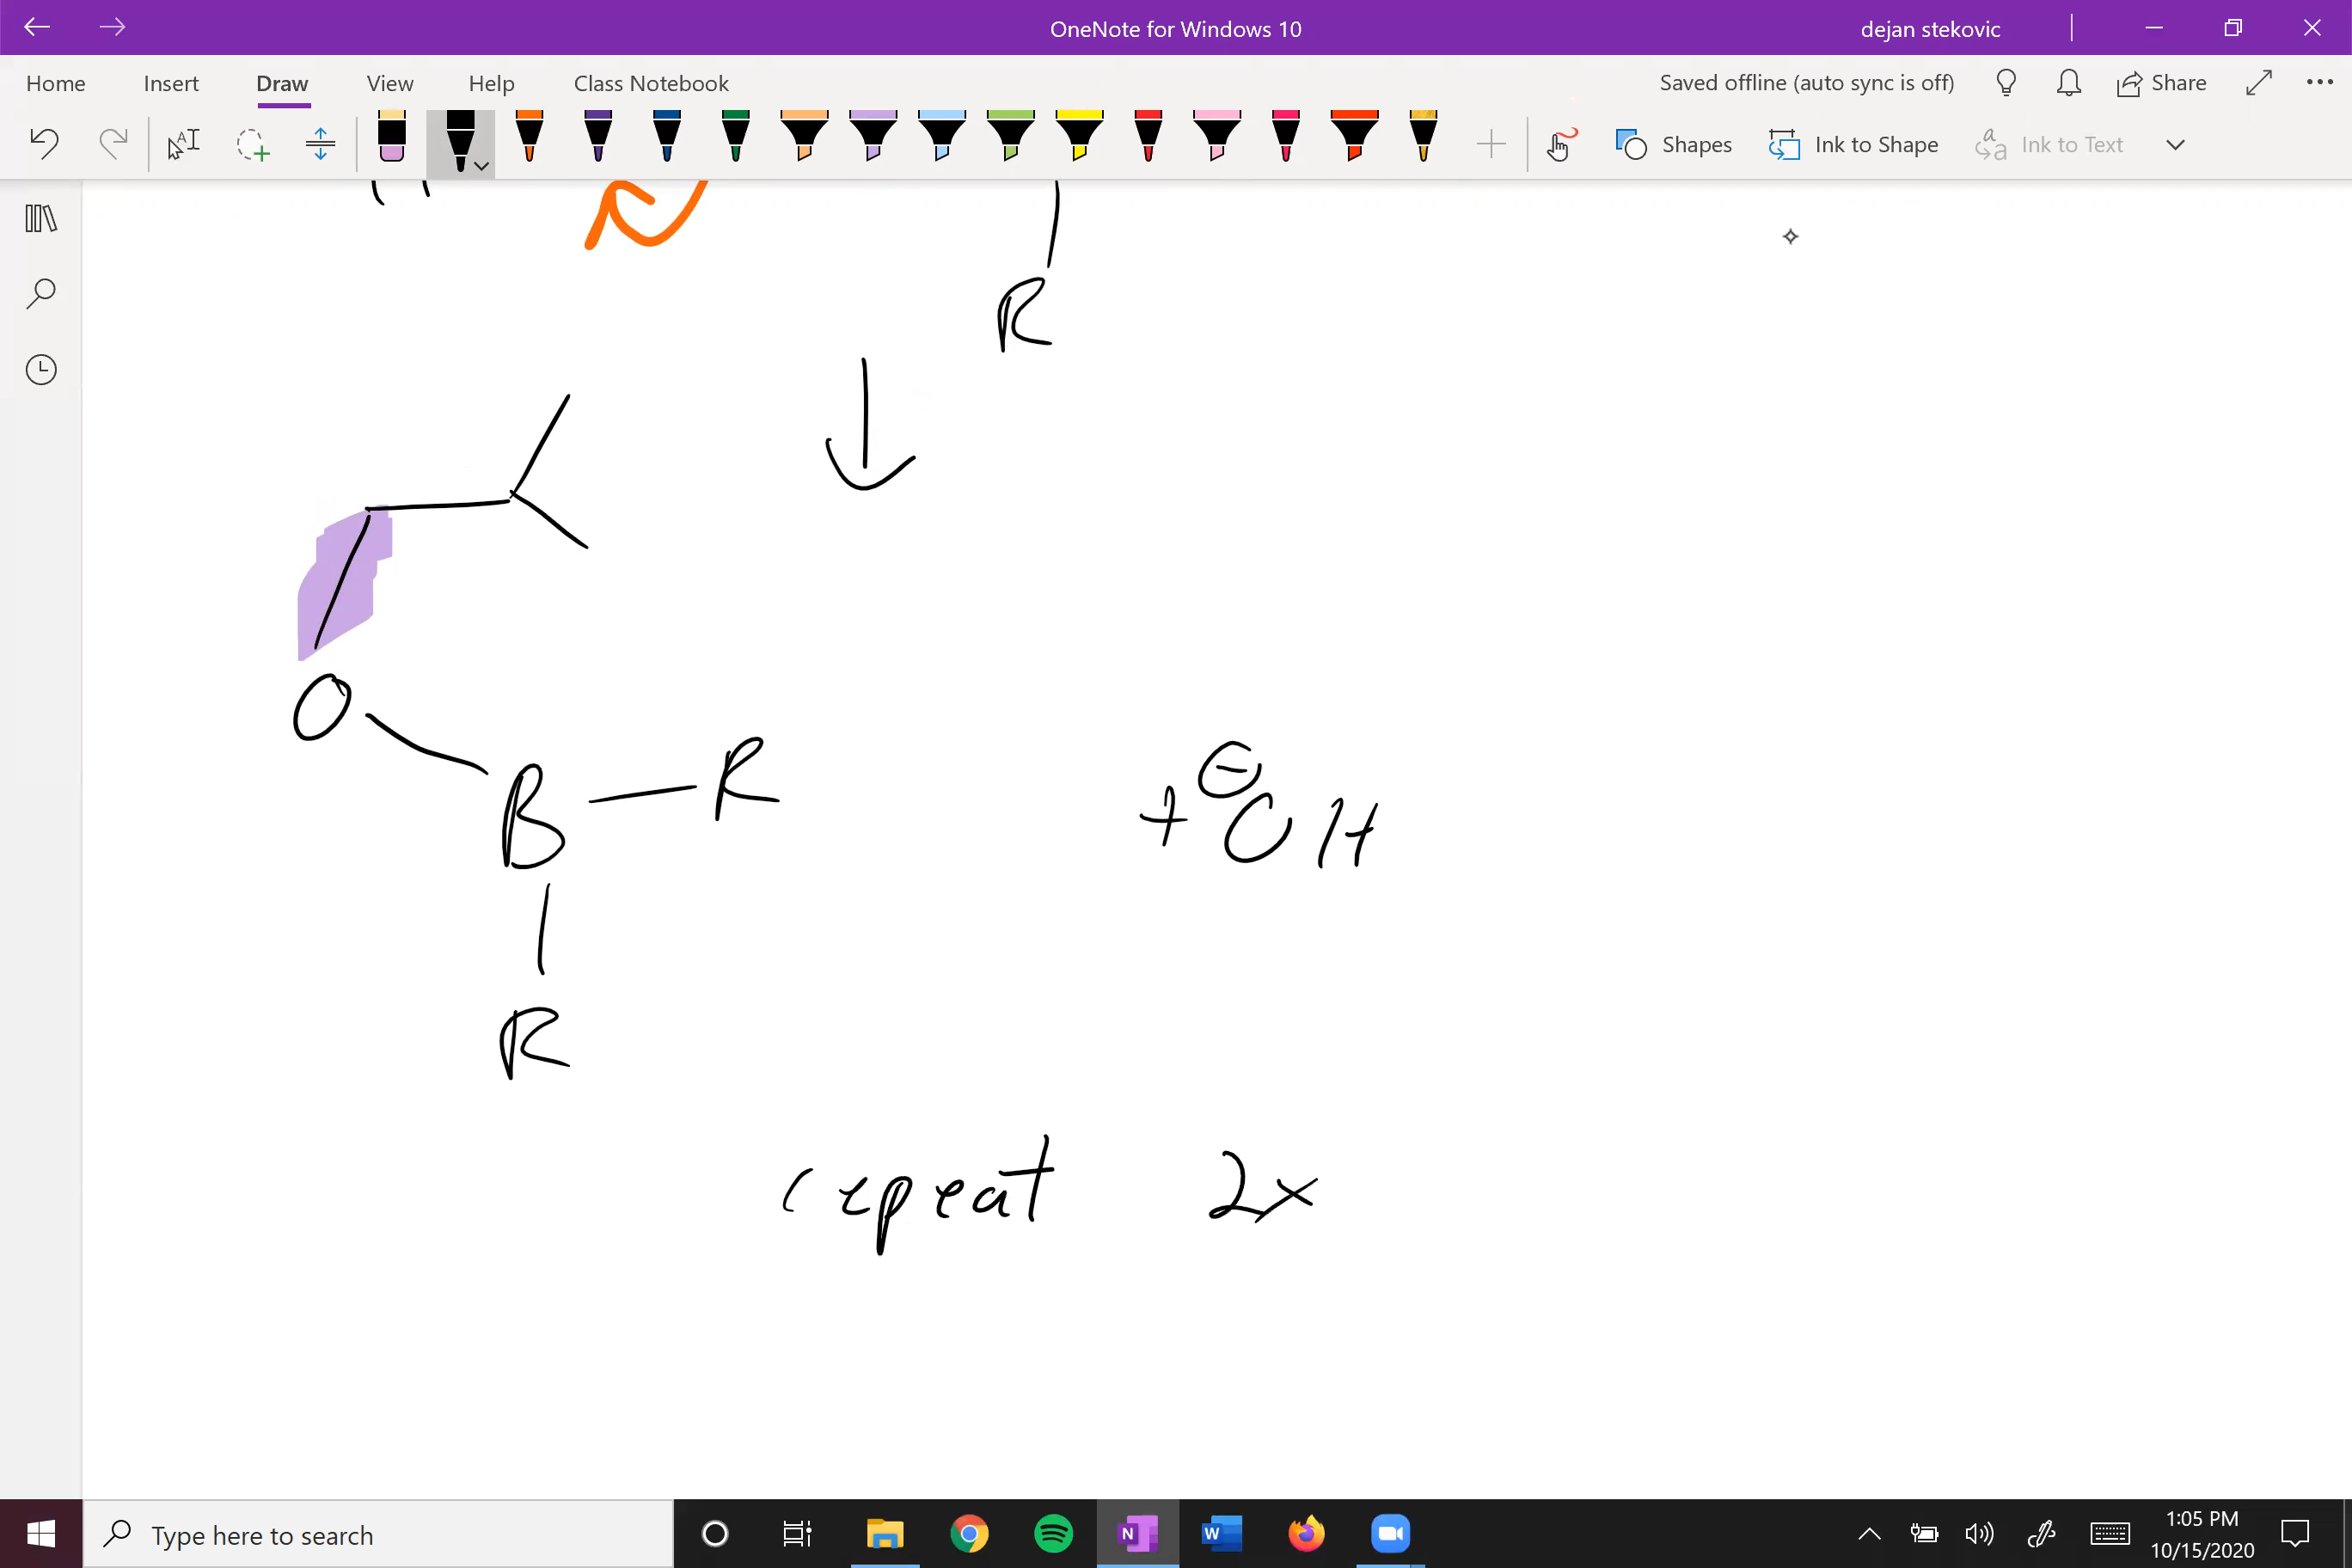 OneNote for Windows 10
dejan stekovic
Home Insert Draw View Help Class Notebook
Saved offline (auto sync is off) Share
Shapes Ink to Shape Ink to Text
R
O
B R
+ ⊖OH
R
repeat 2x
Type here to search
1:05 PM
10/15/2020